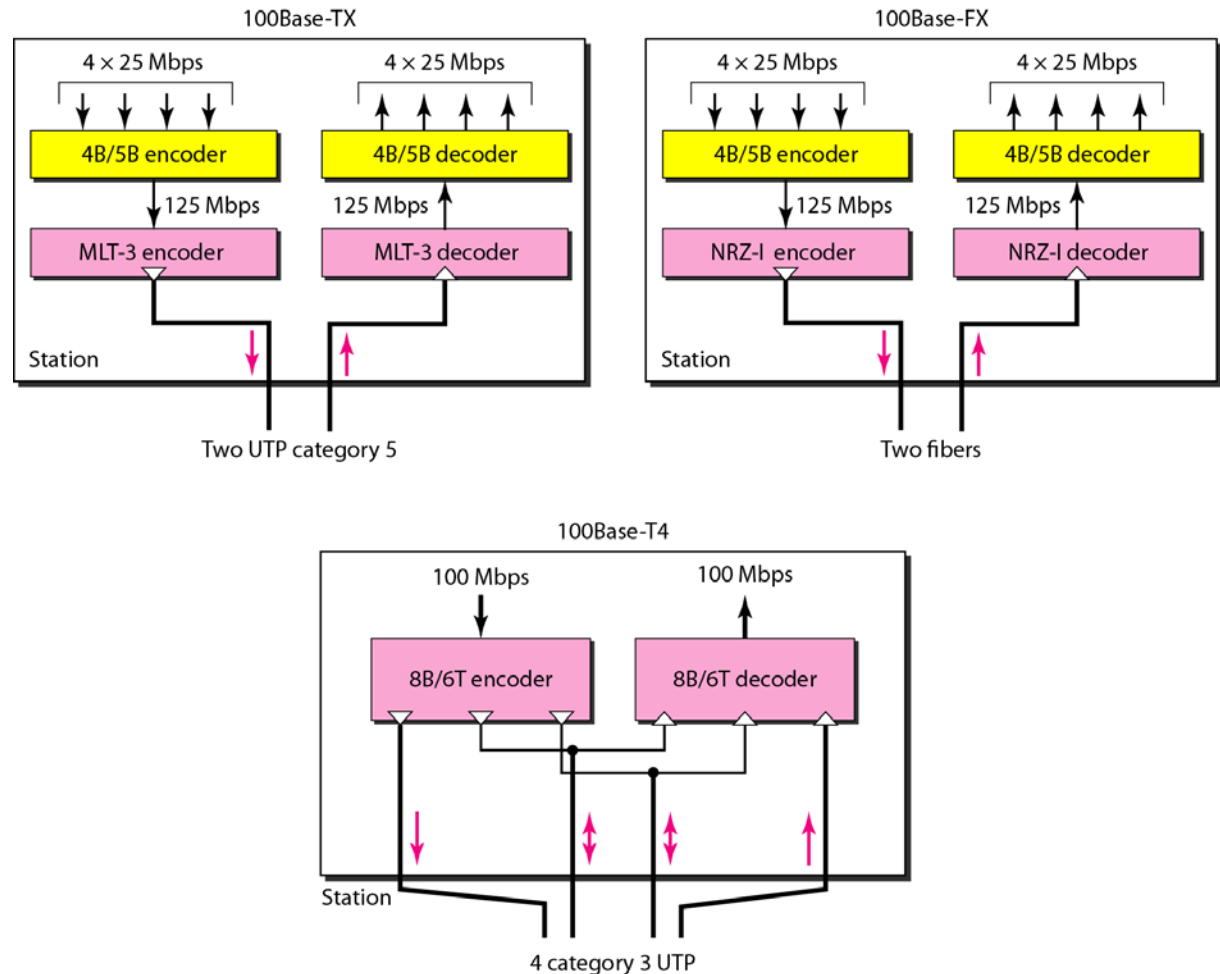 100Base-TX
4 × 25 Mbps
4 × 25 Mbps
4B/5B encoder
4B/5B decoder
125 Mbps
125 Mbps
MLT-3 encoder
MLT-3 decoder
Station
Two UTP category 5
100Base-FX
4 × 25 Mbps
4 × 25 Mbps
4B/5B encoder
4B/5B decoder
125 Mbps
125 Mbps
NRZ-I encoder
NRZ-I decoder
Station
Two fibers
100Base-T4
100 Mbps
100 Mbps
8B/6T encoder
8B/6T decoder
Station
4 category 3 UTP